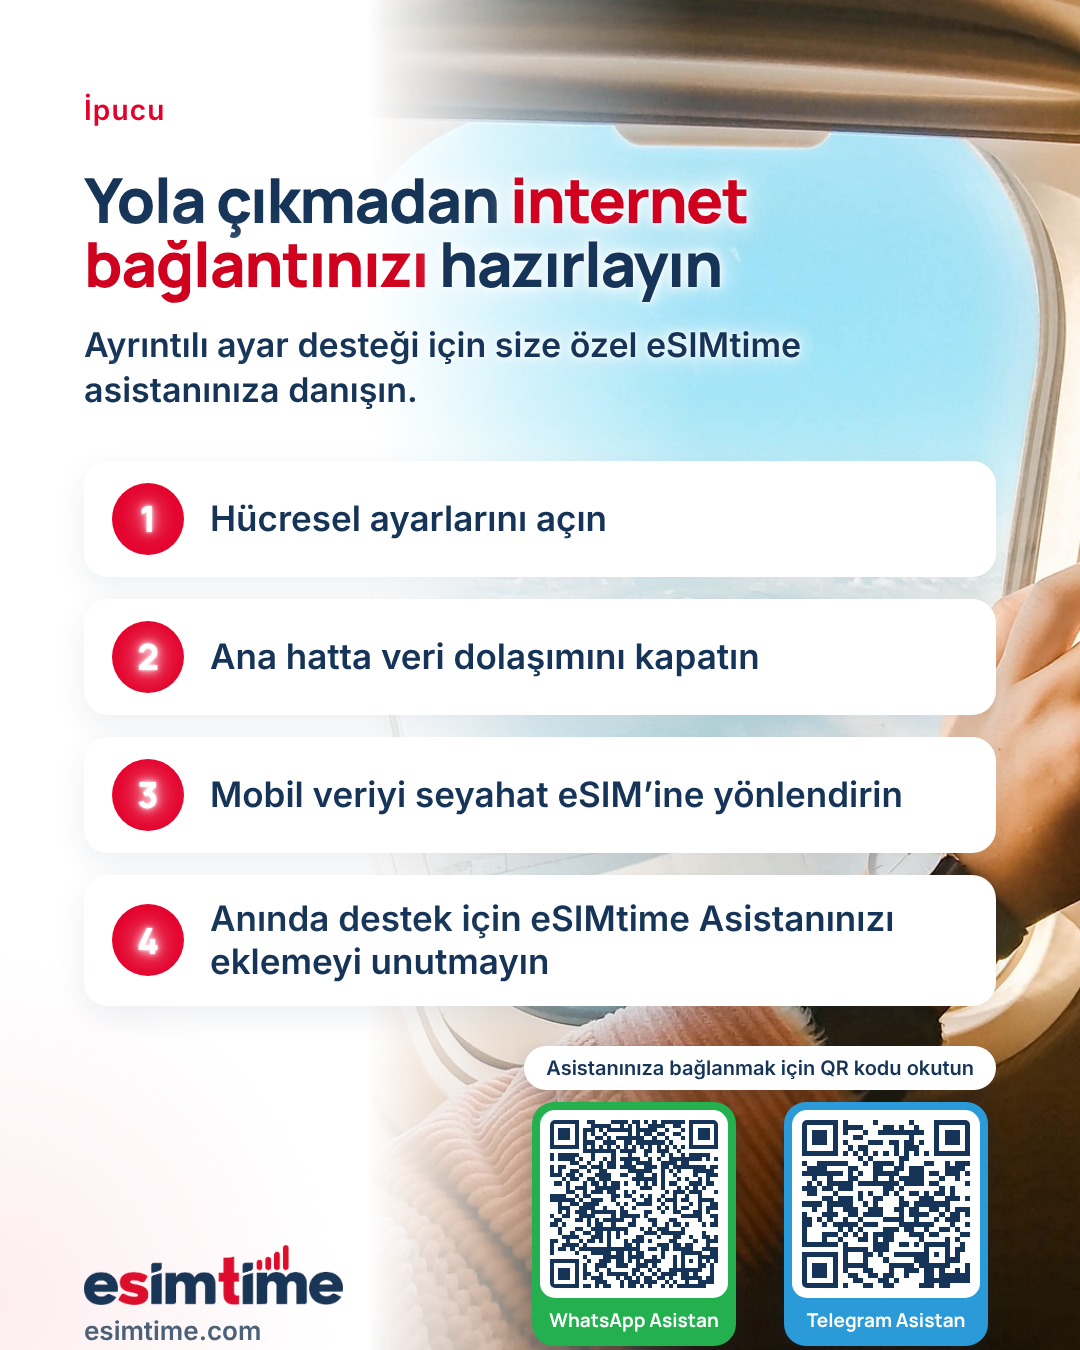 İpucu
Yola çıkmadan internet
bağlantınızı hazırlayın
Ayrıntılı ayar desteği için size özel eSIMtime
asistanınıza danışın.
1 Hücresel ayarlarını açın
2 Ana hatta veri dolaşımını kapatın
3 Mobil veriyi seyahat eSIM’ine yönlendirin
4 Anında destek için eSIMtime Asistanınızı
eklemeyi unutmayın
Asistanınıza bağlanmak için QR kodu okutun
WhatsApp Asistan
Telegram Asistan
esimtime
esimtime.com